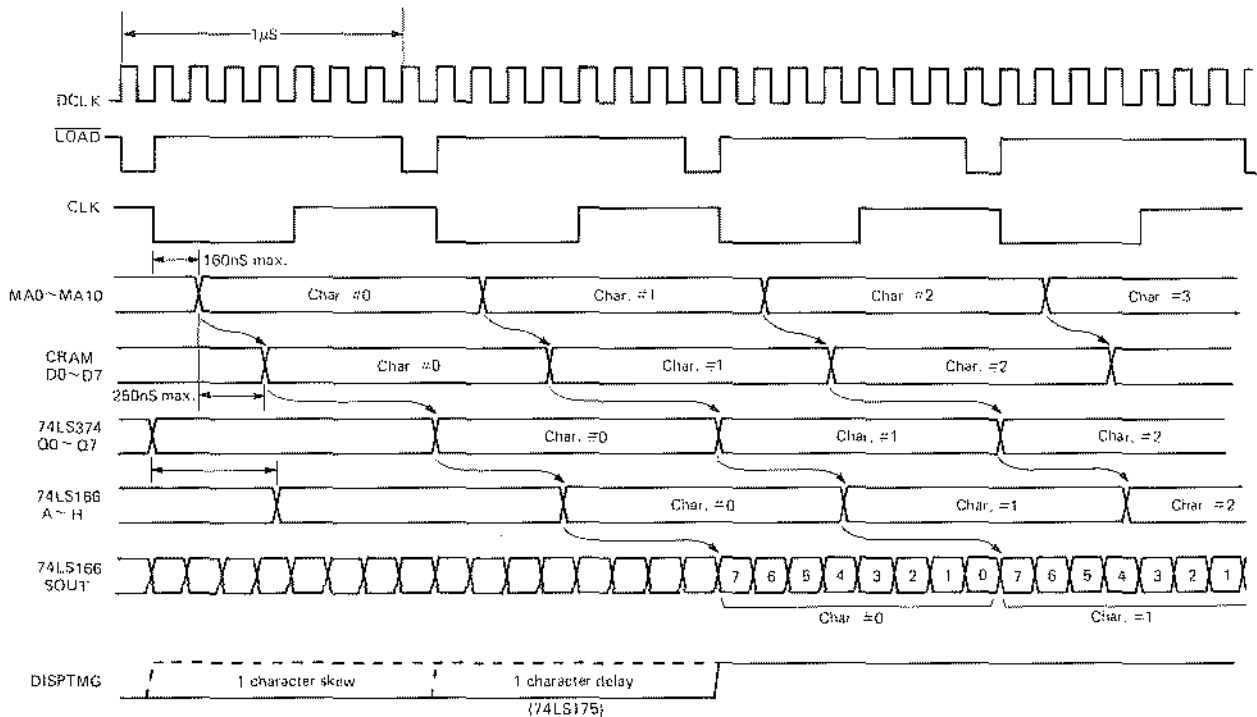 1μS
DCLK
LOAD
CLK
160nS max.
MA0~MA10 Char #0 Char. #1 Char #2 Char =3
CRAM
D0~D7
Char #0 Char. =1 Char. =2
250nS max.
74LS374
Q0~Q7
Char. =0 Char. #1 Char. =2
74LS166
A~H
Char. =0 Char. =1 Char =2
74LS166
SOUT
7 6 5 4 3 2 1 0 7 6 5 4 3 2 1
Char =0 Char. =1
DISPTMG 1 character skew 1 character delay
(74LS175)